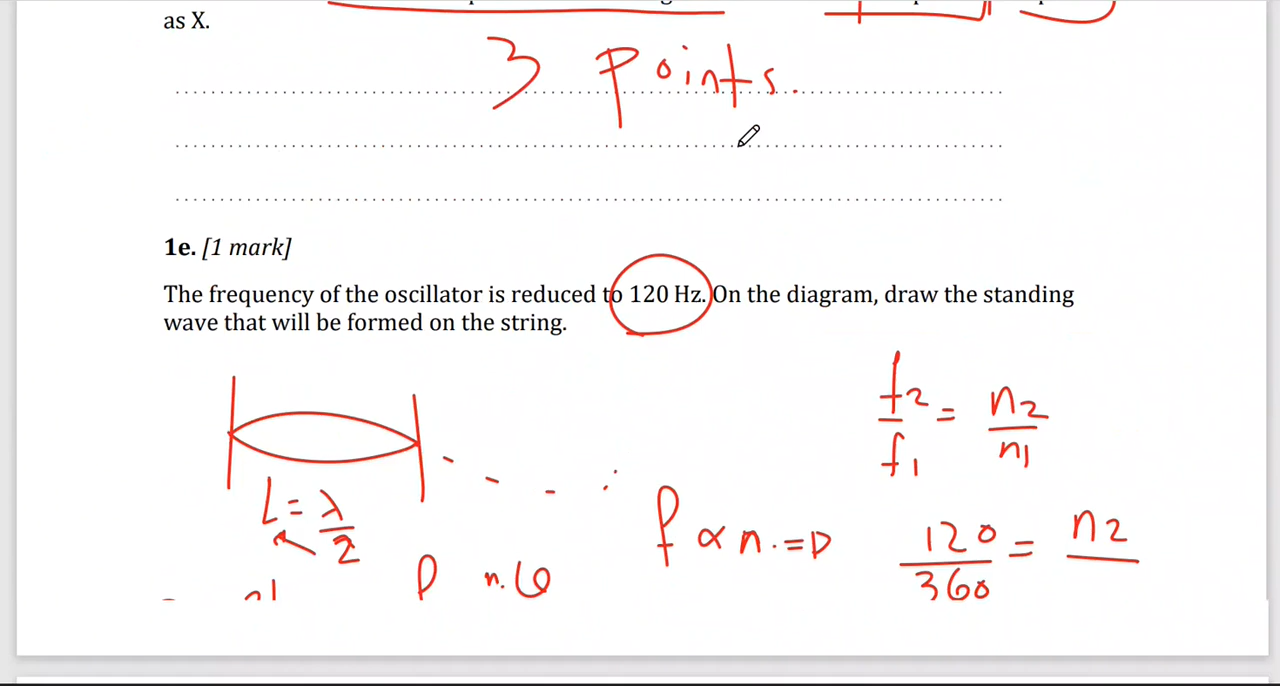 as X.
3 points.
1e. [1 mark]
The frequency of the oscillator is reduced to 120 Hz. On the diagram, draw the standing
wave that will be formed on the string.
f2/f1 = n2/n1
L = λ/2
f ∝ n. =D
120/360 = n2